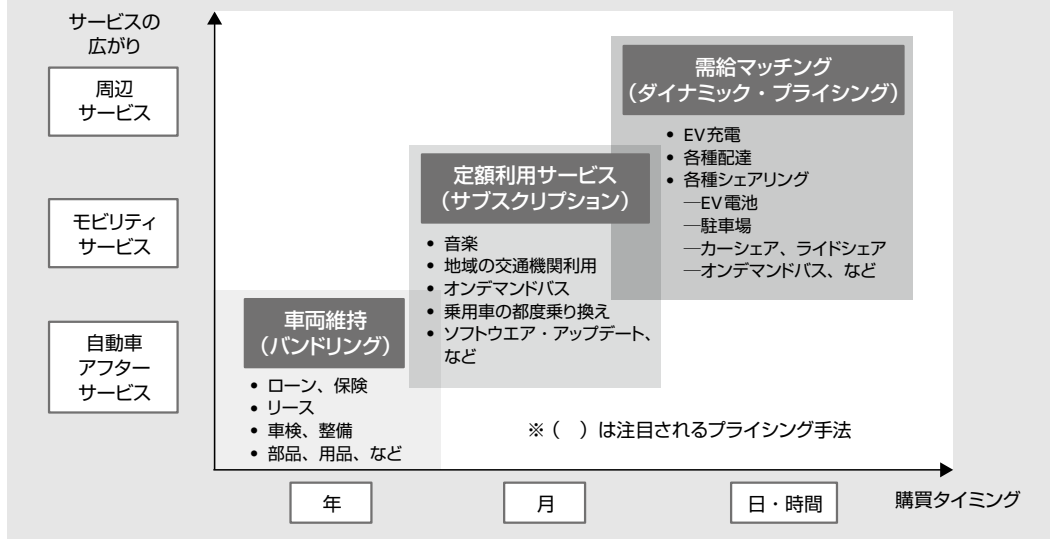 サービスの
広がり
周辺
サービス
モビリティ
サービス
自動車
アフター
サービス
需給マッチング
（ダイナミック・プライシング）
• EV充電
• 各種配達
• 各種シェアリング
―EV電池
―駐車場
―カーシェア、ライドシェア
―オンデマンドバス、など
定額利用サービス
（サブスクリプション）
• 音楽
• 地域の交通機関利用
• オンデマンドバス
• 乗用車の都度乗り換え
• ソフトウエア・アップデート、
など
車両維持
（バンドリング）
• ローン、保険
• リース
• 車検、整備
• 部品、用品、など
※（　）は注目されるプライシング手法
年
月
日・時間
購買タイミング